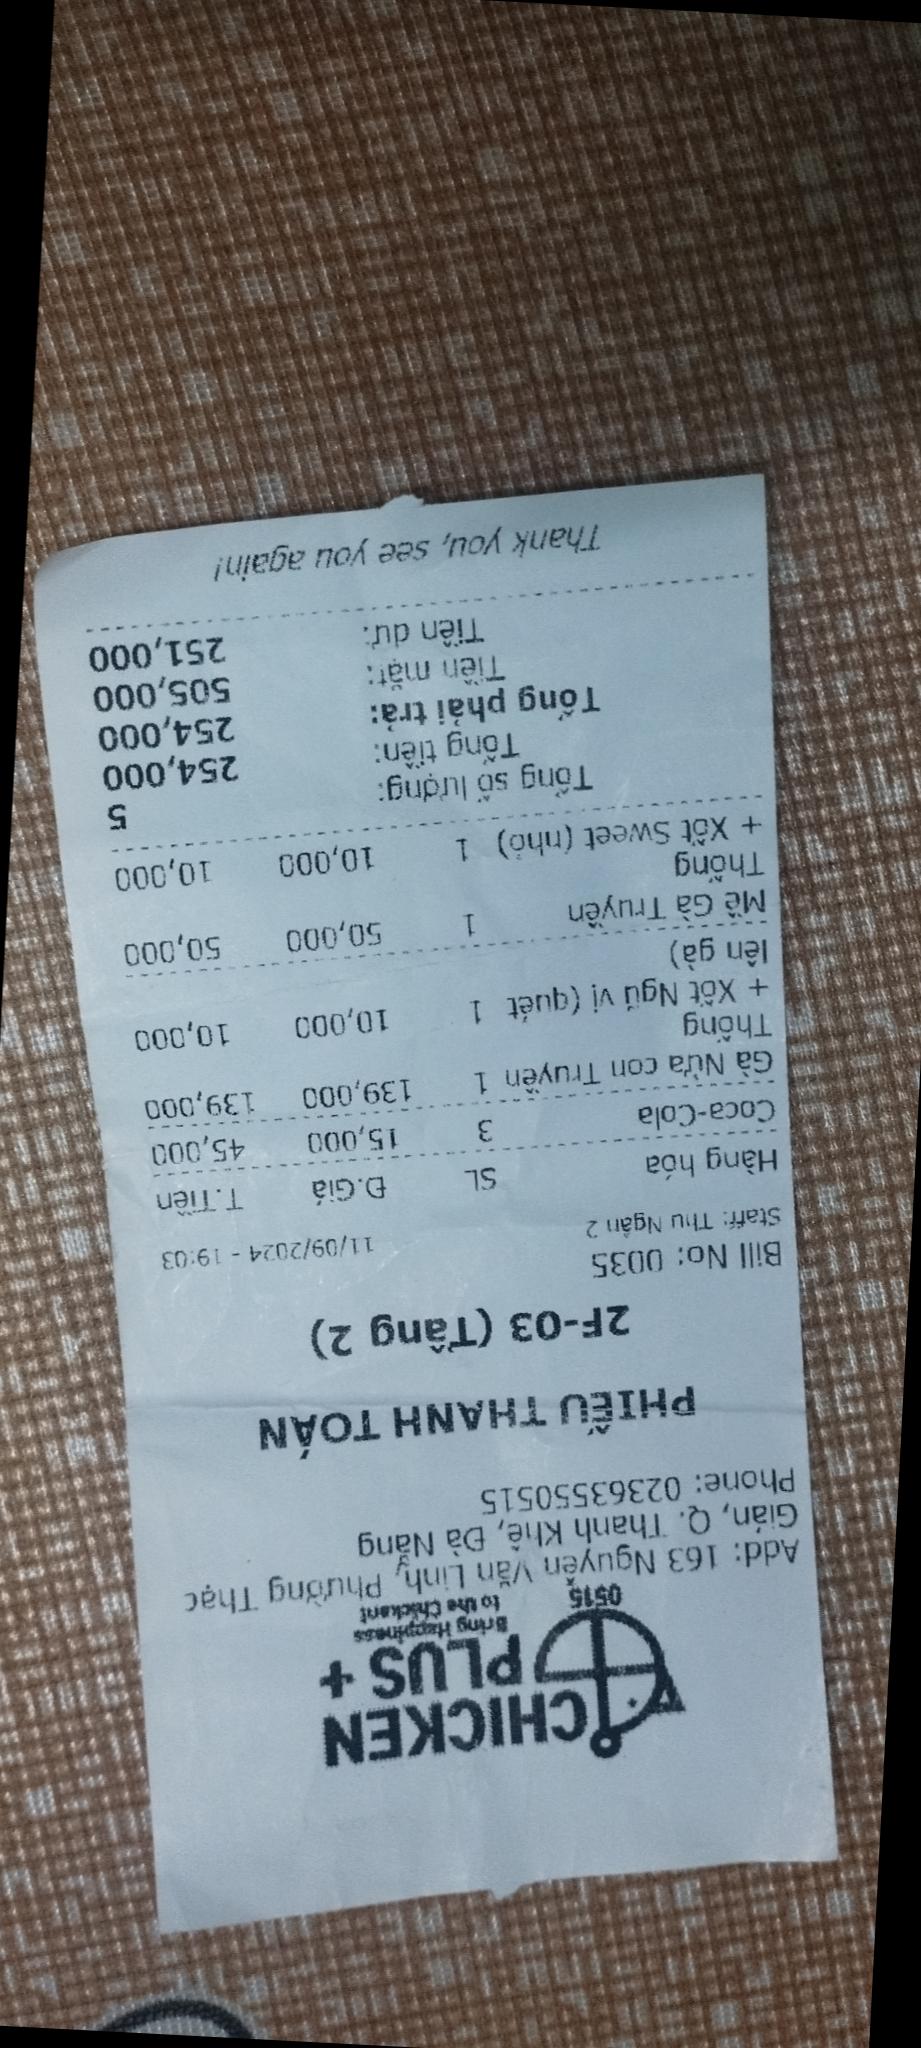 CHICKEN
PLUS +
Bring Happiness
to the Chickent
0515
Add: 163 Nguyễn Văn Linh, Phường Thạc
Gián, Q. Thanh Khê, Đà Nẵng
Phone: 02363550515
PHIẾU THANH TOÁN
2F-03 (Tầng 2)
Bill No: 0035
Staff: Thu Ngân 2 11/09/2024 - 19:03
Hàng hóa SL Đ.Giá T.Tiền
Coca-Cola 3 15,000 45,000
Gà Nửa con Truyền 1 139,000 139,000
Thống
+ Xốt Ngũ vị (quét 1 10,000 10,000
lên gà)
Mề Gà Truyền 1 50,000 50,000
Thống
+ Xốt Sweet (nhỏ) 1 10,000 10,000
Tổng số lượng: 5
Tổng tiền: 254,000
Tổng phải trả: 254,000
Tiền mặt: 505,000
Tiền dư: 251,000
Thank you, see you again!